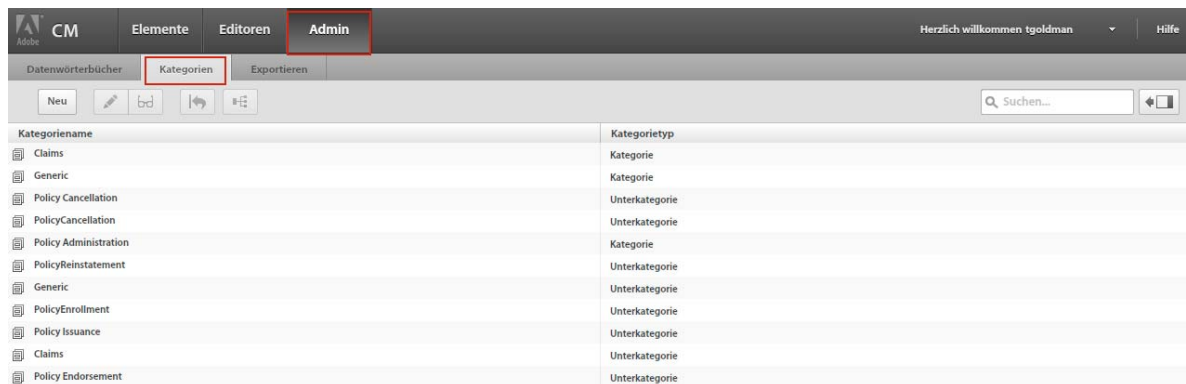 Adobe CM Elemente Editoren Admin Herzlich willkommen tgoldman Hilfe
Datenwörterbücher Kategorien Exportieren
Neu Suchen...
Kategoriename Kategorietyp
Claims Kategorie
Generic Kategorie
Policy Cancellation Unterkategorie
PolicyCancellation Unterkategorie
Policy Administration Kategorie
PolicyReinstatement Unterkategorie
Generic Unterkategorie
PolicyEnrollment Unterkategorie
Policy Issuance Unterkategorie
Claims Unterkategorie
Policy Endorsement Unterkategorie